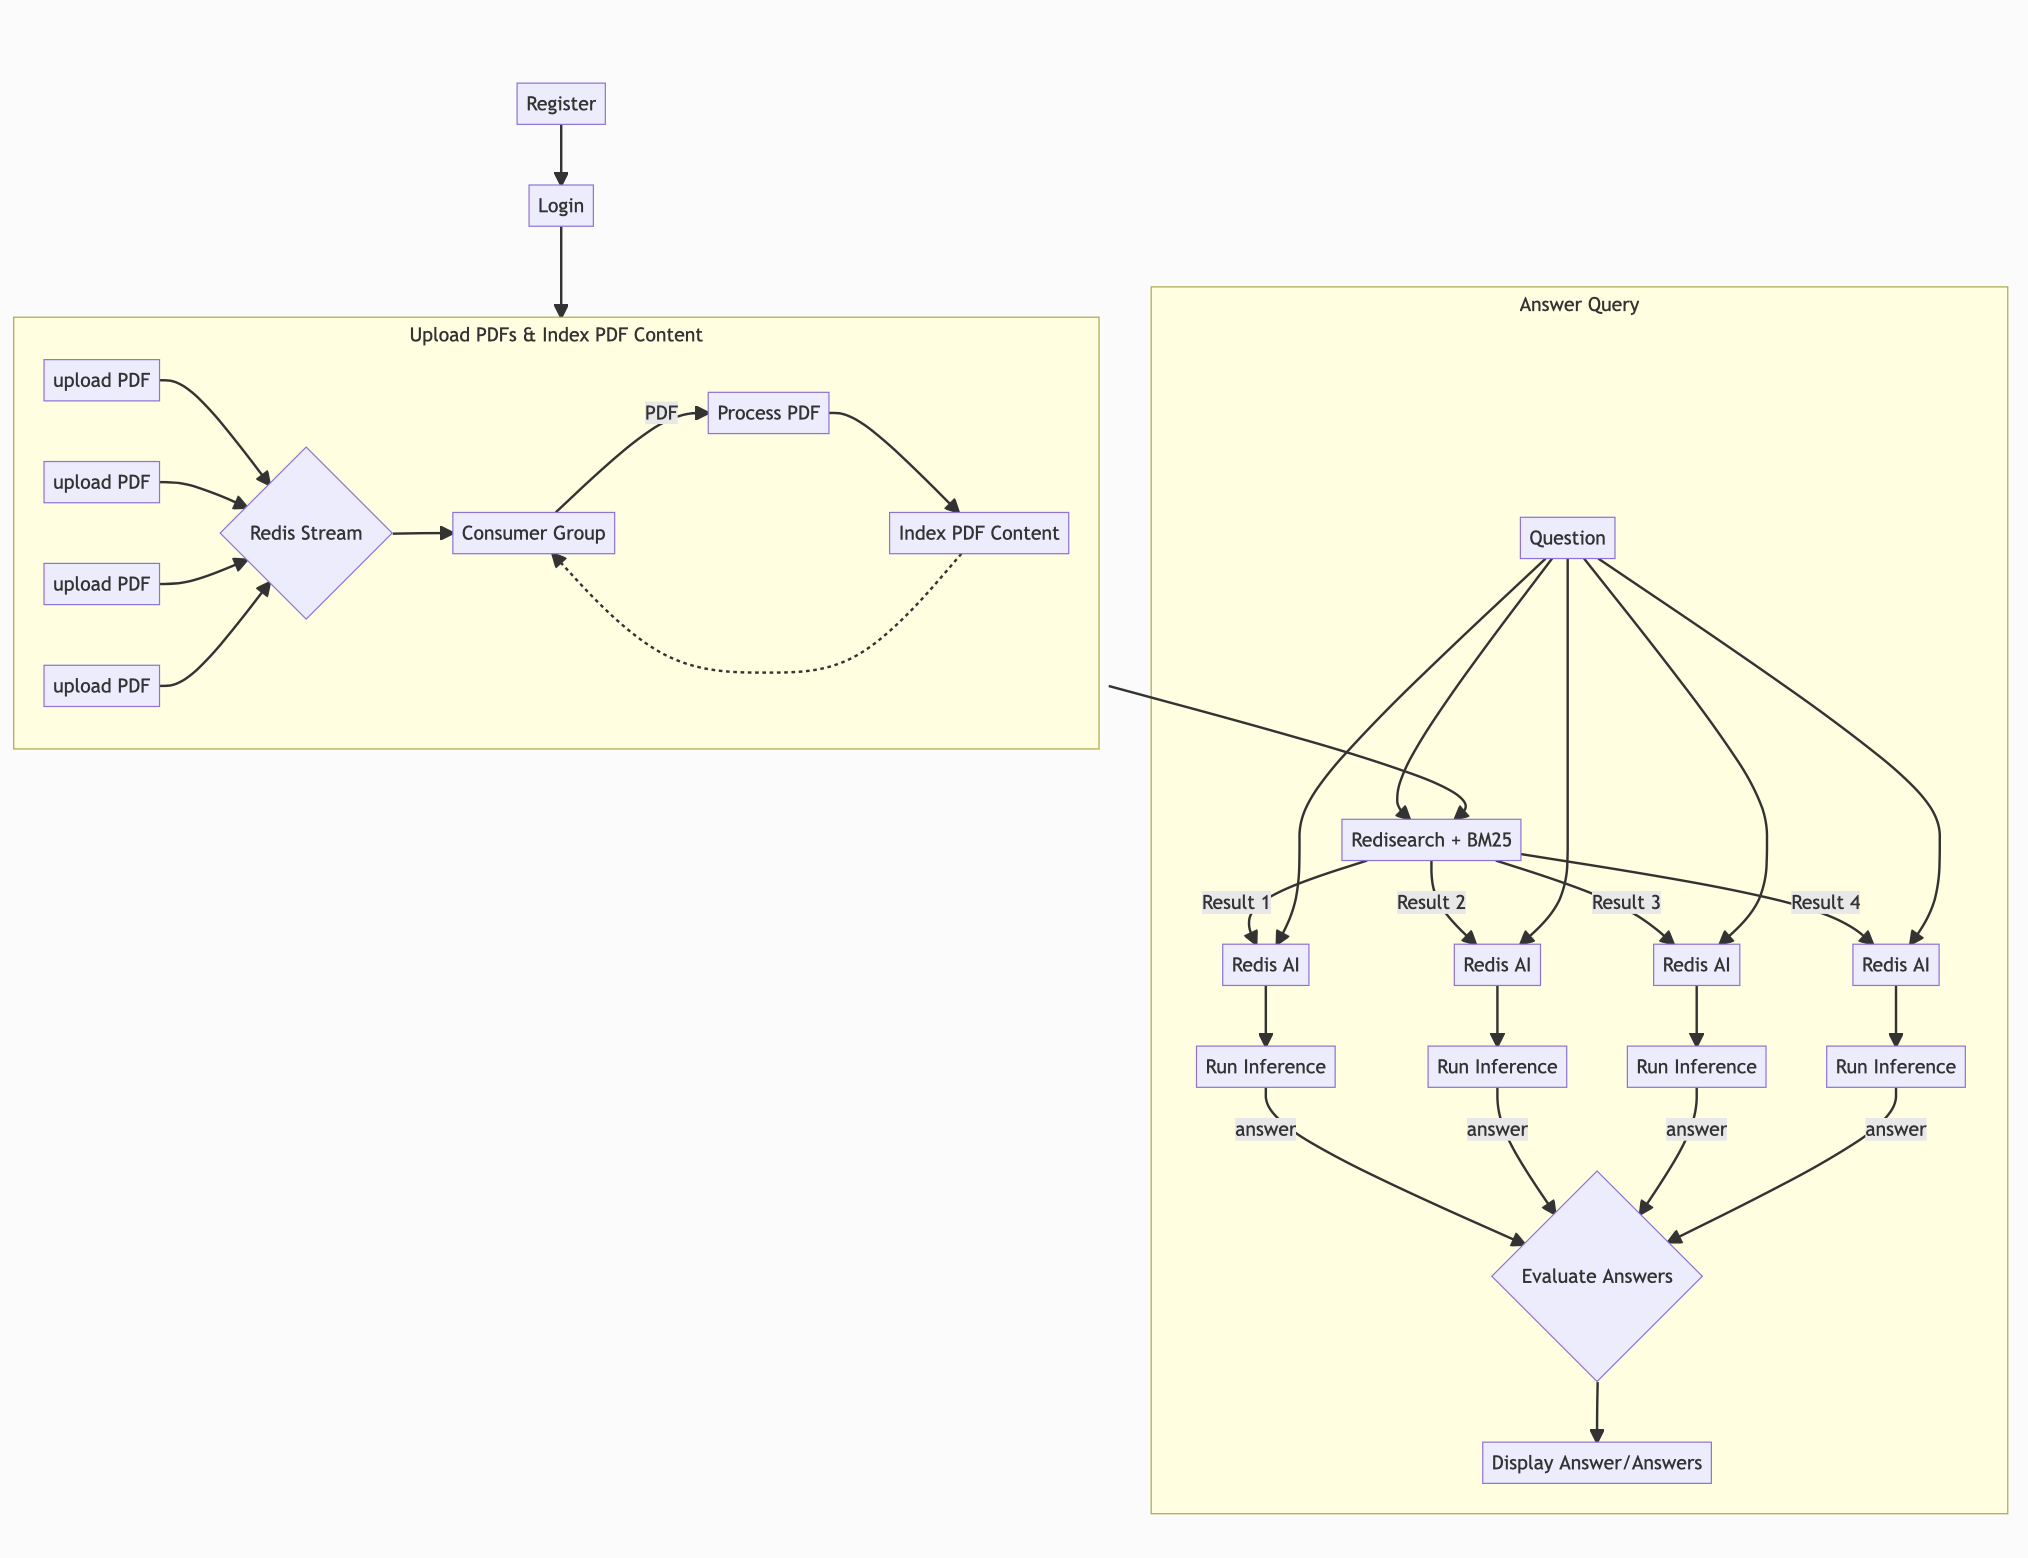 Register
Login
Upload PDFs & Index PDF Content
upload PDF
upload PDF
upload PDF
upload PDF
Redis Stream
Consumer Group
PDF
Process PDF
Index PDF Content
Answer Query
Question
Redisearch + BM25
Result 1
Result 2
Result 3
Result 4
Redis AI
Redis AI
Redis AI
Redis AI
Run Inference
Run Inference
Run Inference
Run Inference
answer
answer
answer
answer
Evaluate Answers
Display Answer/Answers